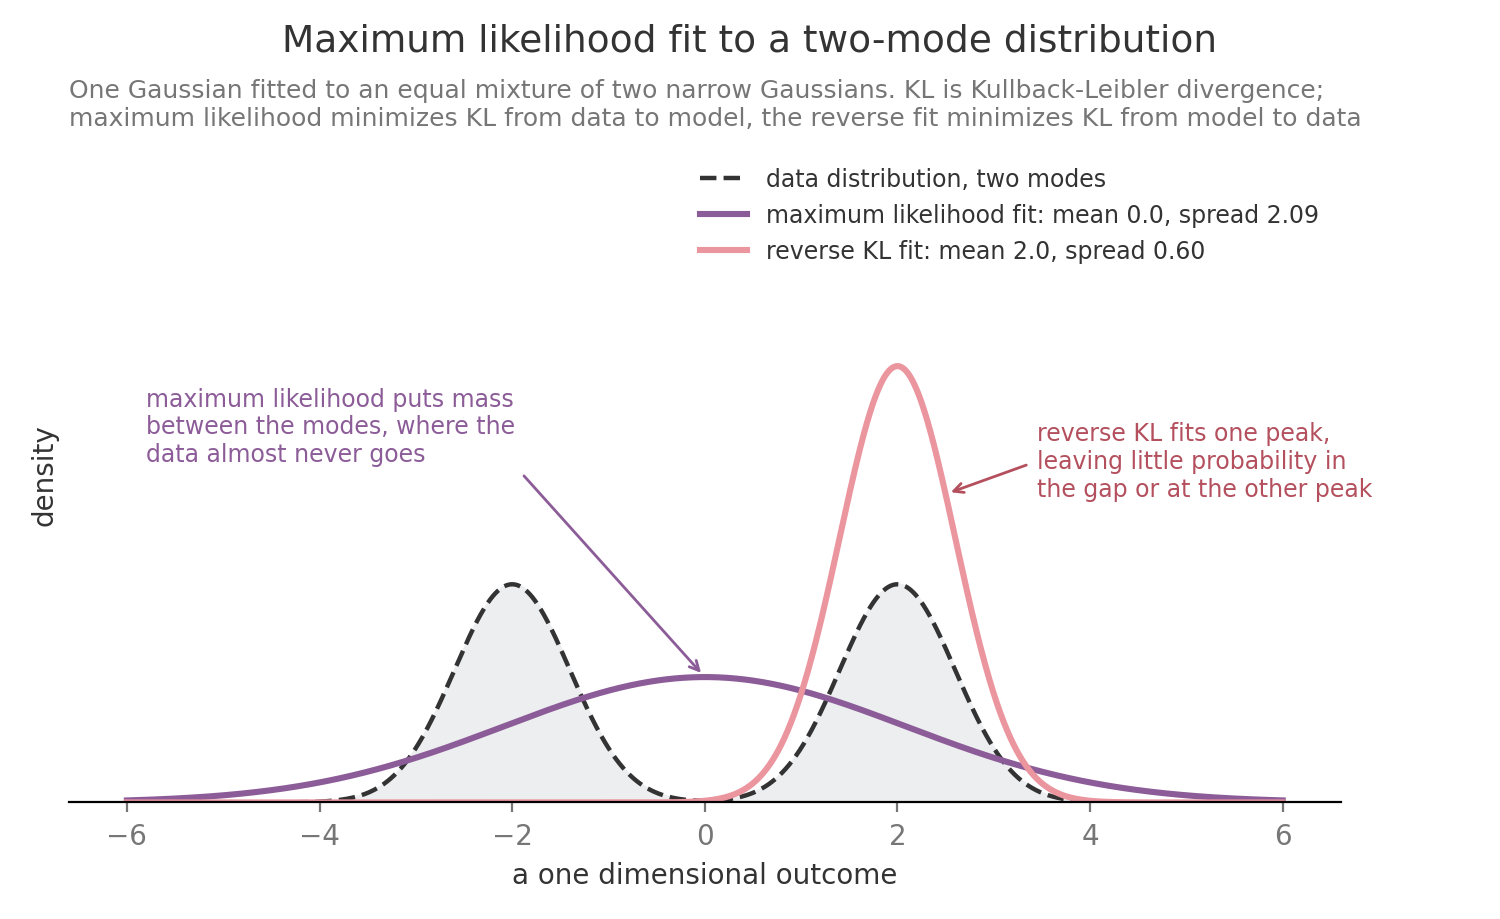 Maximum likelihood fit to a two-mode distribution
One Gaussian fitted to an equal mixture of two narrow Gaussians. KL is Kullback-Leibler divergence;
maximum likelihood minimizes KL from data to model, the reverse fit minimizes KL from model to data
data distribution, two modes
maximum likelihood fit: mean 0.0, spread 2.09
reverse KL fit: mean 2.0, spread 0.60
maximum likelihood puts mass
between the modes, where the
data almost never goes
reverse KL fits one peak,
leaving little probability in
the gap or at the other peak
density
−6 −4 −2 0 2 4 6
a one dimensional outcome